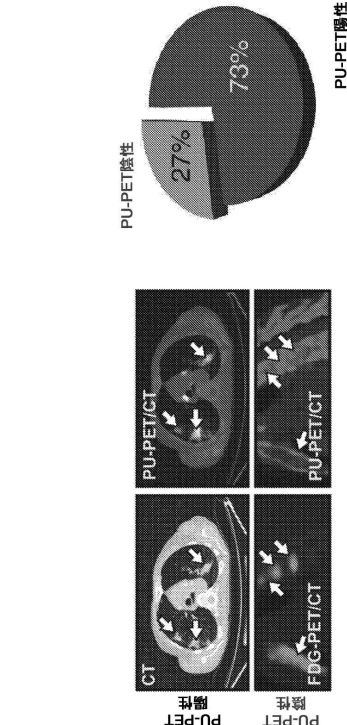 PU-PET陰性
27%
73%
PU-PET陽性
CT
PU-PET/CT
FDG-PET/CT
PU-PET/CT
PU-PET
陽性
PU-PET
陰性